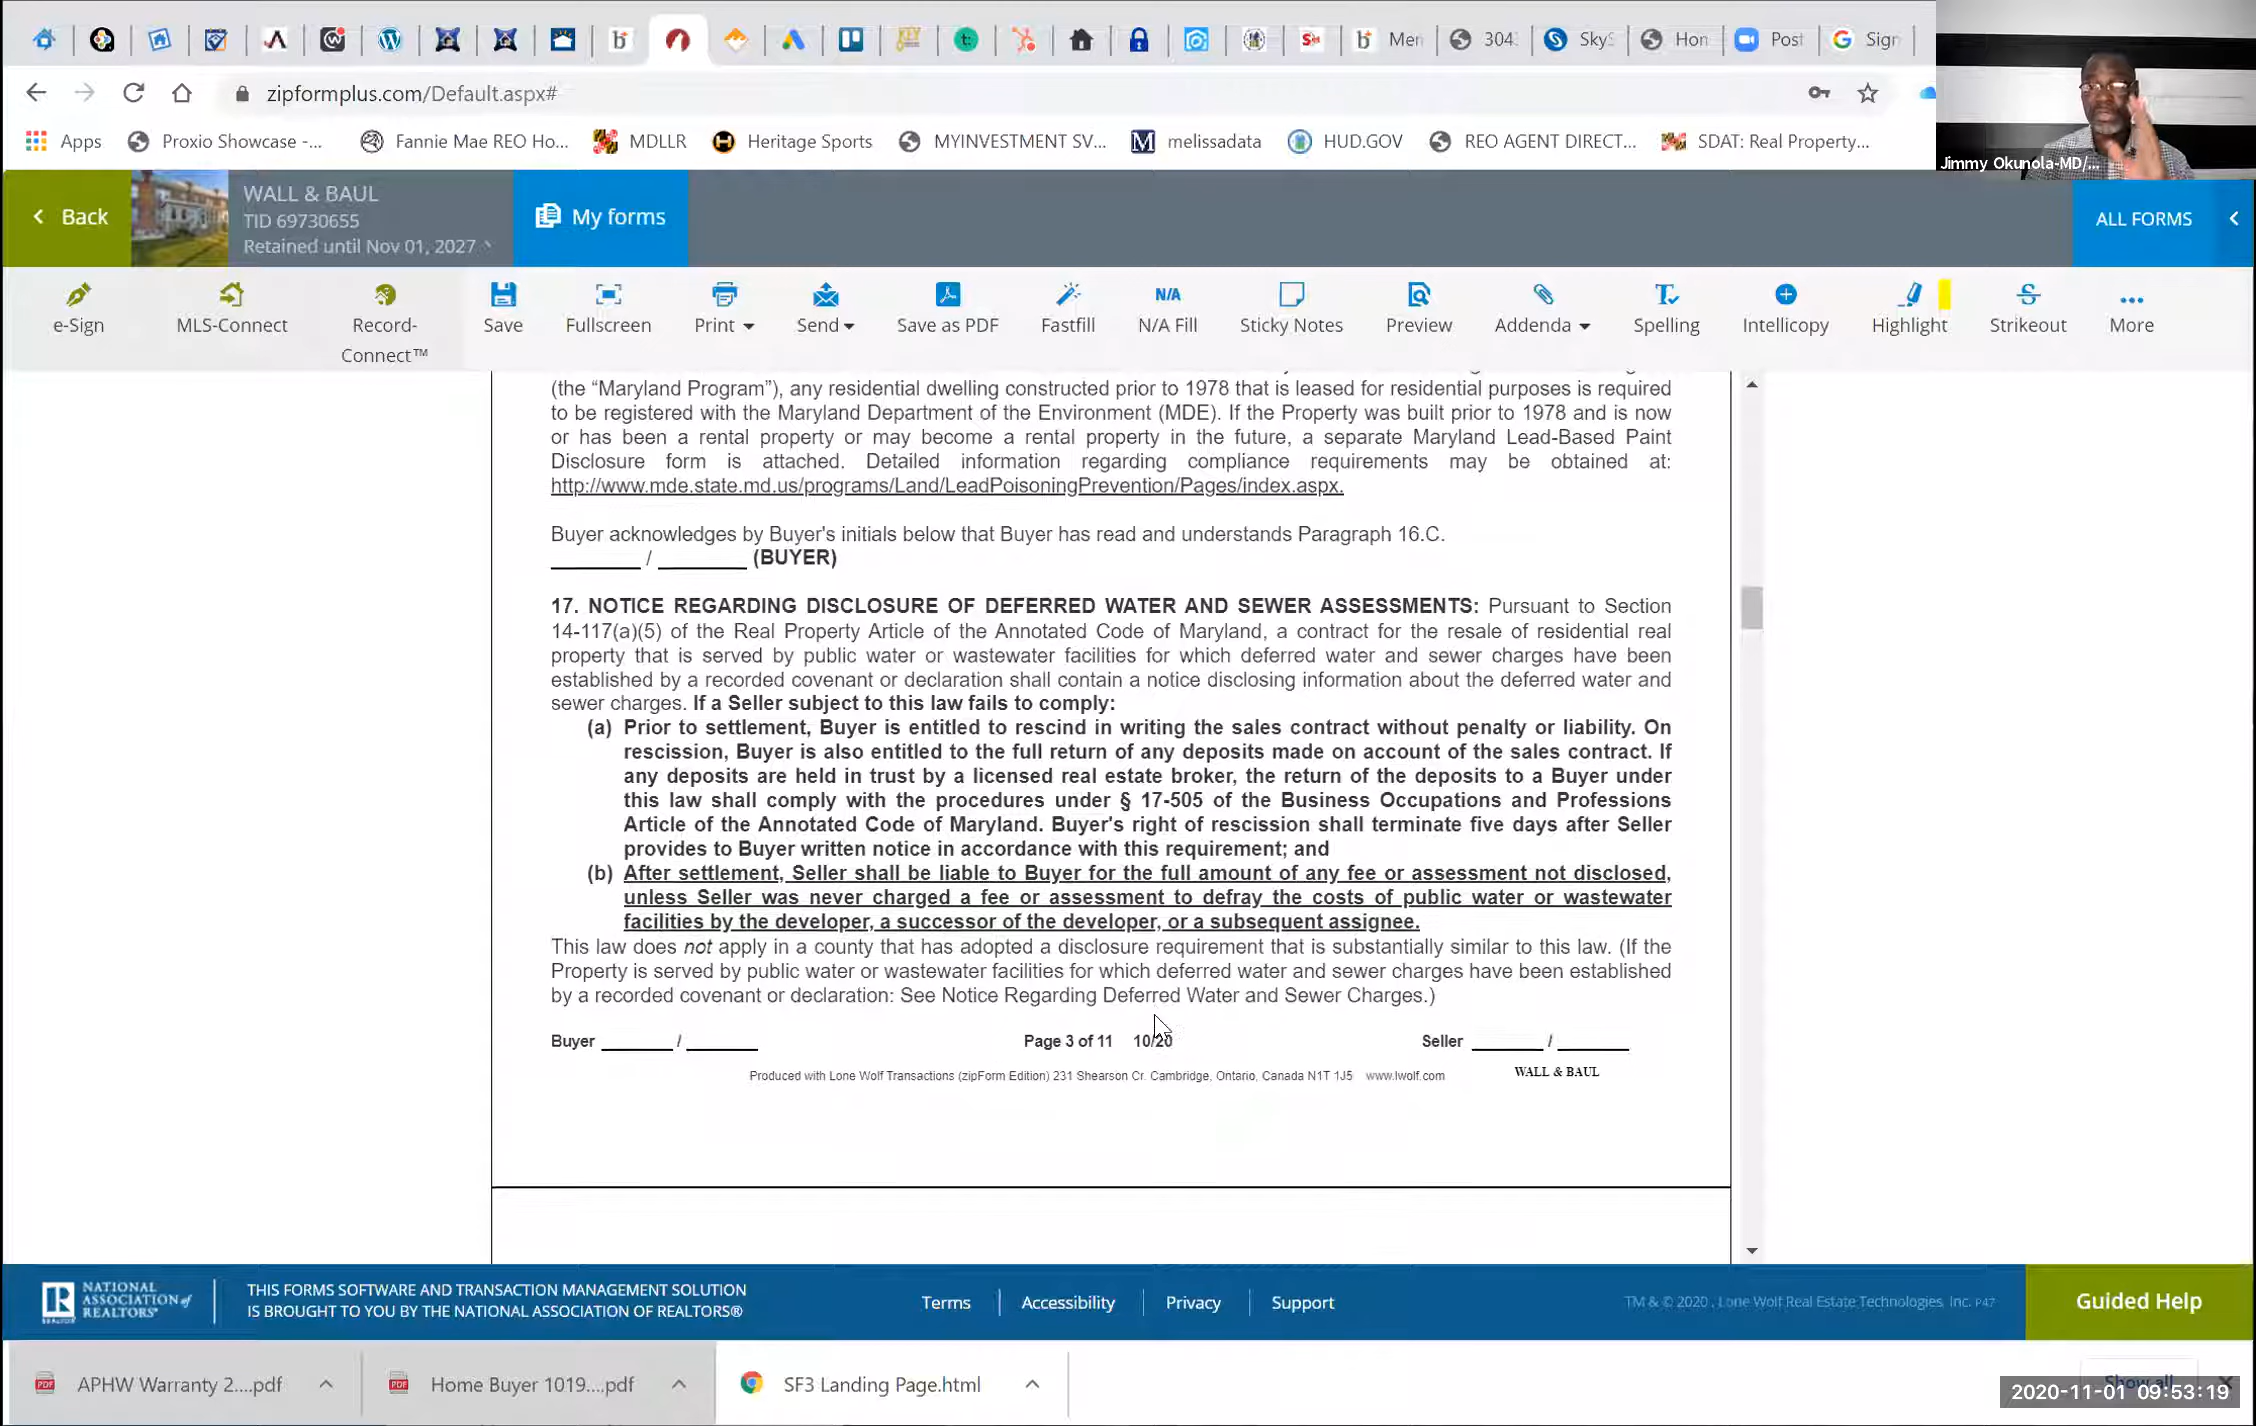 Men
304
Sky
Hon
Post
Sign
zipformplus.com/Default.aspx#
Apps
Proxio Showcase -...
Fannie Mae REO Ho...
MDLLR
Heritage Sports
MYINVESTMENT SV...
melissadata
HUD.GOV
REO AGENT DIRECT...
SDAT: Real Property...
Jimmy Okunola-MD/...
Back
WALL & BAUL
TID 69730655
Retained until Nov 01, 2027
My forms
ALL FORMS
e-Sign
MLS-Connect
Record-
Connect™
Save
Fullscreen
Print
Send
Save as PDF
Fastfill
N/A
N/A Fill
Sticky Notes
Preview
Addenda
Spelling
Intellicopy
Highlight
Strikeout
More
(the “Maryland Program”), any residential dwelling constructed prior to 1978 that is leased for residential purposes is required
to be registered with the Maryland Department of the Environment (MDE). If the Property was built prior to 1978 and is now
or has been a rental property or may become a rental property in the future, a separate Maryland Lead-Based Paint
Disclosure form is attached. Detailed information regarding compliance requirements may be obtained at:
http://www.mde.state.md.us/programs/Land/LeadPoisoningPrevention/Pages/index.aspx.
Buyer acknowledges by Buyer's initials below that Buyer has read and understands Paragraph 16.C.
________ / ________ (BUYER)
17. NOTICE REGARDING DISCLOSURE OF DEFERRED WATER AND SEWER ASSESSMENTS: Pursuant to Section
14-117(a)(5) of the Real Property Article of the Annotated Code of Maryland, a contract for the resale of residential real
property that is served by public water or wastewater facilities for which deferred water and sewer charges have been
established by a recorded covenant or declaration shall contain a notice disclosing information about the deferred water and
sewer charges. If a Seller subject to this law fails to comply:
(a) Prior to settlement, Buyer is entitled to rescind in writing the sales contract without penalty or liability. On
rescission, Buyer is also entitled to the full return of any deposits made on account of the sales contract. If
any deposits are held in trust by a licensed real estate broker, the return of the deposits to a Buyer under
this law shall comply with the procedures under § 17-505 of the Business Occupations and Professions
Article of the Annotated Code of Maryland. Buyer's right of rescission shall terminate five days after Seller
provides to Buyer written notice in accordance with this requirement; and
(b) After settlement, Seller shall be liable to Buyer for the full amount of any fee or assessment not disclosed,
unless Seller was never charged a fee or assessment to defray the costs of public water or wastewater
facilities by the developer, a successor of the developer, or a subsequent assignee.
This law does not apply in a county that has adopted a disclosure requirement that is substantially similar to this law. (If the
Property is served by public water or wastewater facilities for which deferred water and sewer charges have been established
by a recorded covenant or declaration: See Notice Regarding Deferred Water and Sewer Charges.)
Buyer ______ / ______ Page 3 of 11 10/20 Seller ______ / ______
Produced with Lone Wolf Transactions (zipForm Edition) 231 Shearson Cr. Cambridge, Ontario, Canada N1T 1J5 www.lwolf.com
WALL & BAUL
NATIONAL
ASSOCIATION of
REALTORS®
THIS FORMS SOFTWARE AND TRANSACTION MANAGEMENT SOLUTION
IS BROUGHT TO YOU BY THE NATIONAL ASSOCIATION OF REALTORS®
Terms
Accessibility
Privacy
Support
TM & © 2020 , Lone Wolf Real Estate Technologies, Inc. P47
Guided Help
APHW Warranty 2....pdf
Home Buyer 1019....pdf
SF3 Landing Page.html
Show all
2020-11-01 09:53:19